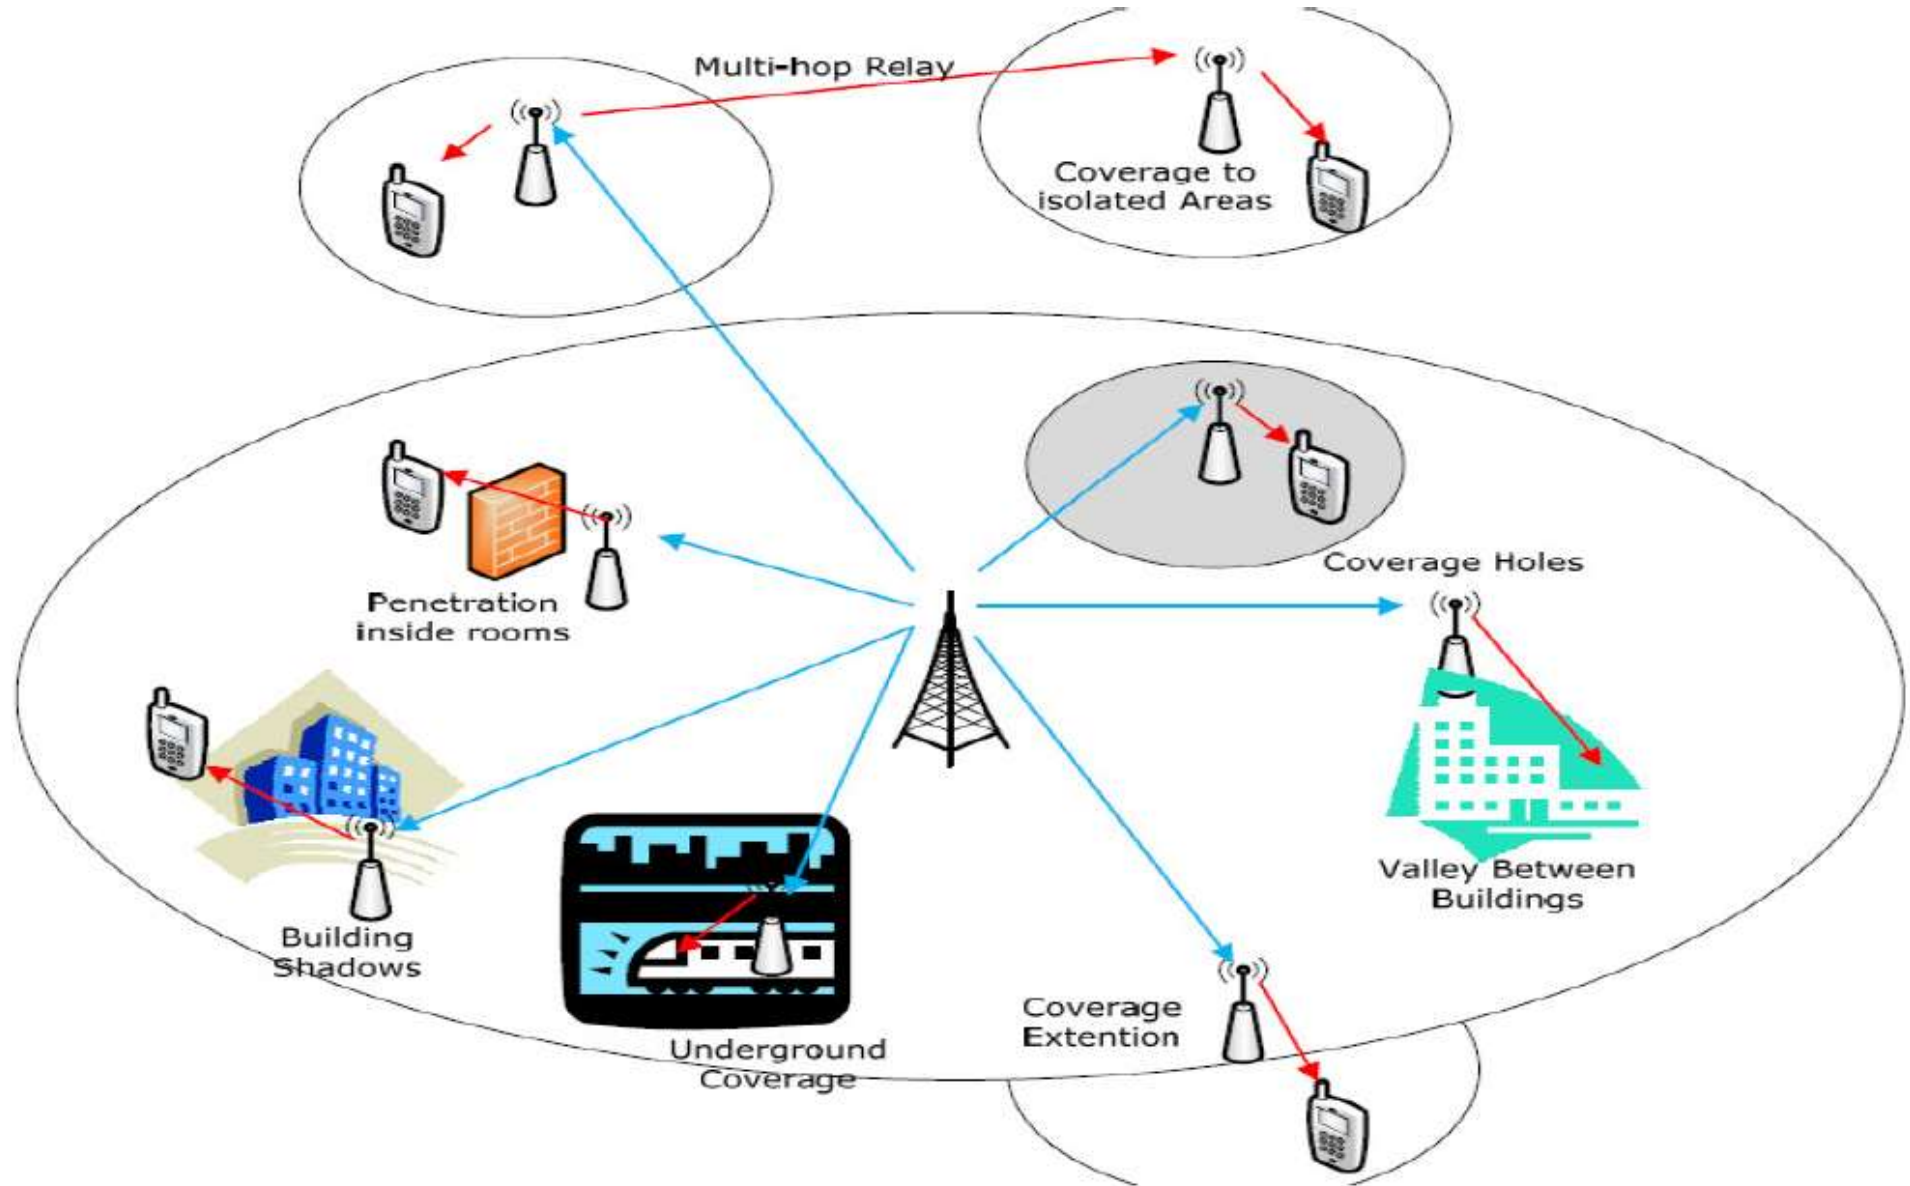 Multi-hop Relay
Coverage to
isolated Areas
Coverage Holes
Penetration
inside rooms
Valley Between
Buildings
Building
Shadows
Coverage
Extention
Underground
Coverage